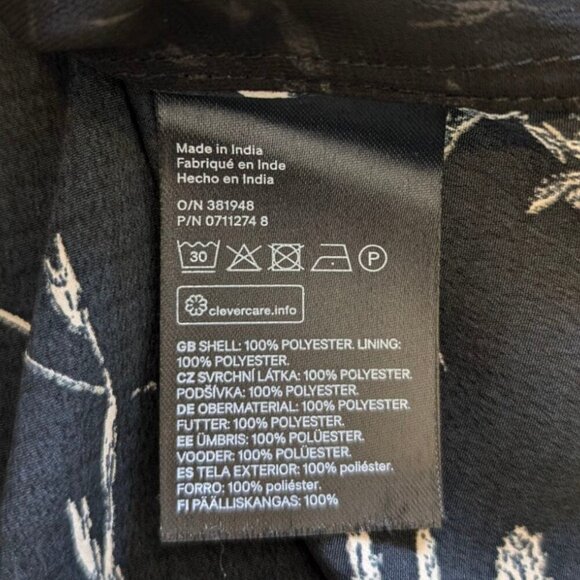 Made in India
Fabriqué en Inde
Hecho en India
O/N 381948
P/N 0711274 8
30 P
clevercare.info
GB SHELL: 100% POLYESTER. LINING:
100% POLYESTER.
CZ SVRCHNÍ LÁTKA: 100% POLYESTER.
PODŠÍVKA: 100% POLYESTER.
DE OBERMATERIAL: 100% POLYESTER.
FUTTER: 100% POLYESTER.
EE ÜMBRIS: 100% POLÜESTER.
VOODER: 100% POLÜESTER.
ES TELA EXTERIOR: 100% poliéster.
FORRO: 100% poliéster.
FI PÄÄLLISKANGAS: 100%